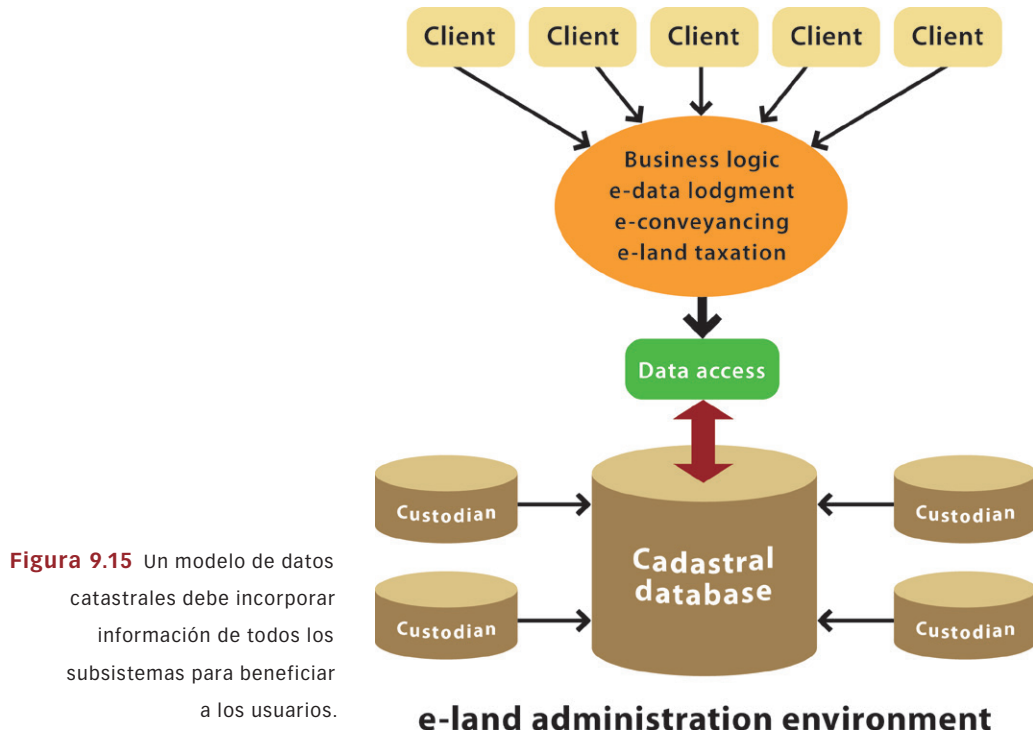 Client Client Client Client Client
Business logic
e-data lodgment
e-conveyancing
e-land taxation
Data access
Custodian Custodian
Cadastral
database
Custodian Custodian
e-land administration environment
Figura 9.15 Un modelo de datos
catastrales debe incorporar
información de todos los
subsistemas para beneficiar
a los usuarios.